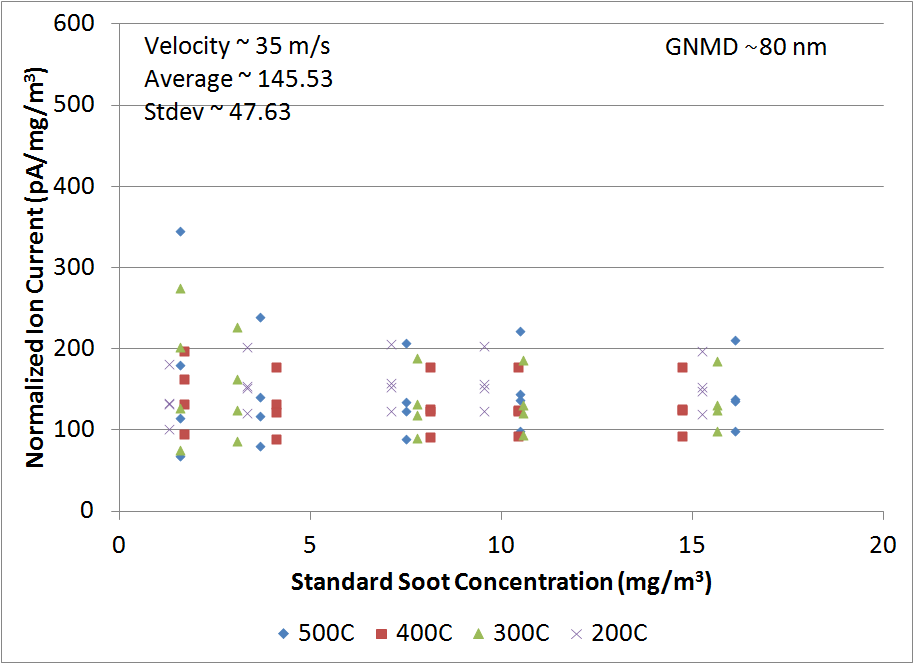 600
Velocity ~ 35 m/s
GNMD ~80 nm
Average ~ 145.53
500
Stdev ~ 47.63
400
300
200
100
0
Normalized Ion Current (pA/mg/m³)
0 5 10 15 20
Standard Soot Concentration (mg/m³)
500C 400C 300C 200C